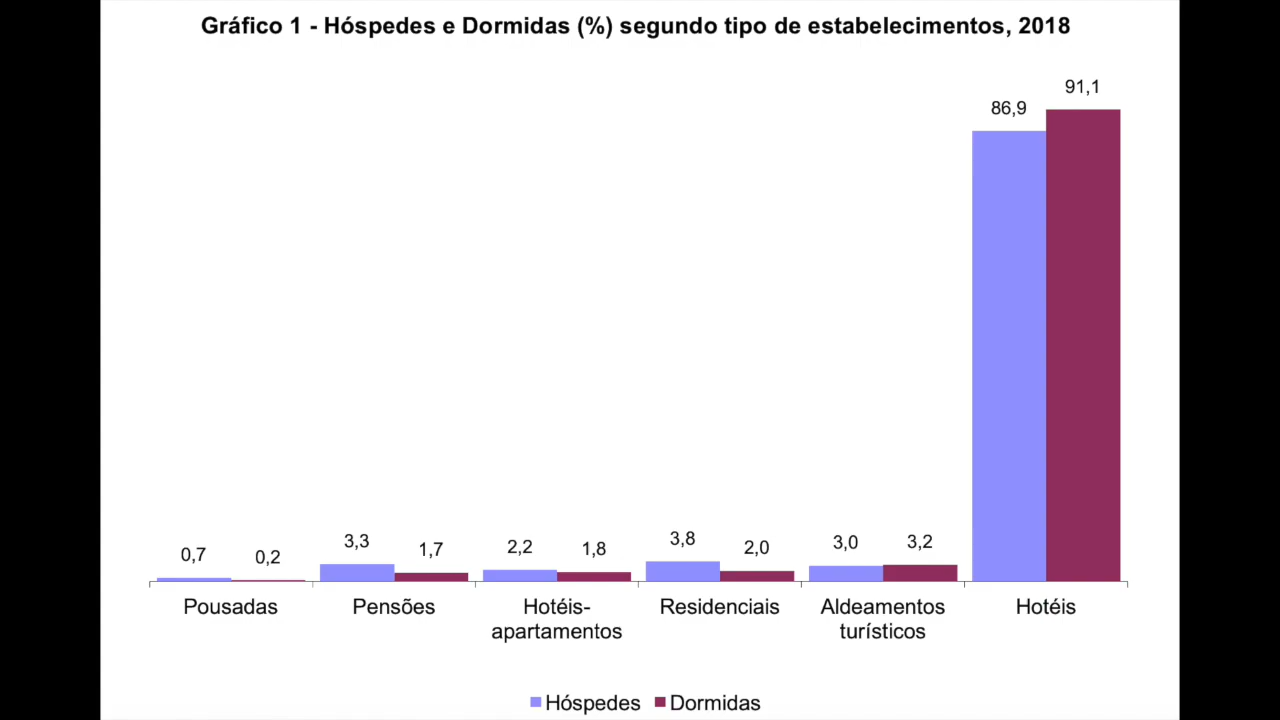 Gráfico 1 - Hóspedes e Dormidas (%) segundo tipo de estabelecimentos, 2018
91,1
86,9
3,3
3,8
0,7
0,2
1,7
2,2
1,8
2,0
3,0
3,2
Pousadas
Pensões
Hotéis-
apartamentos
Residenciais
Aldeamentos
turísticos
Hotéis
Hóspedes
Dormidas